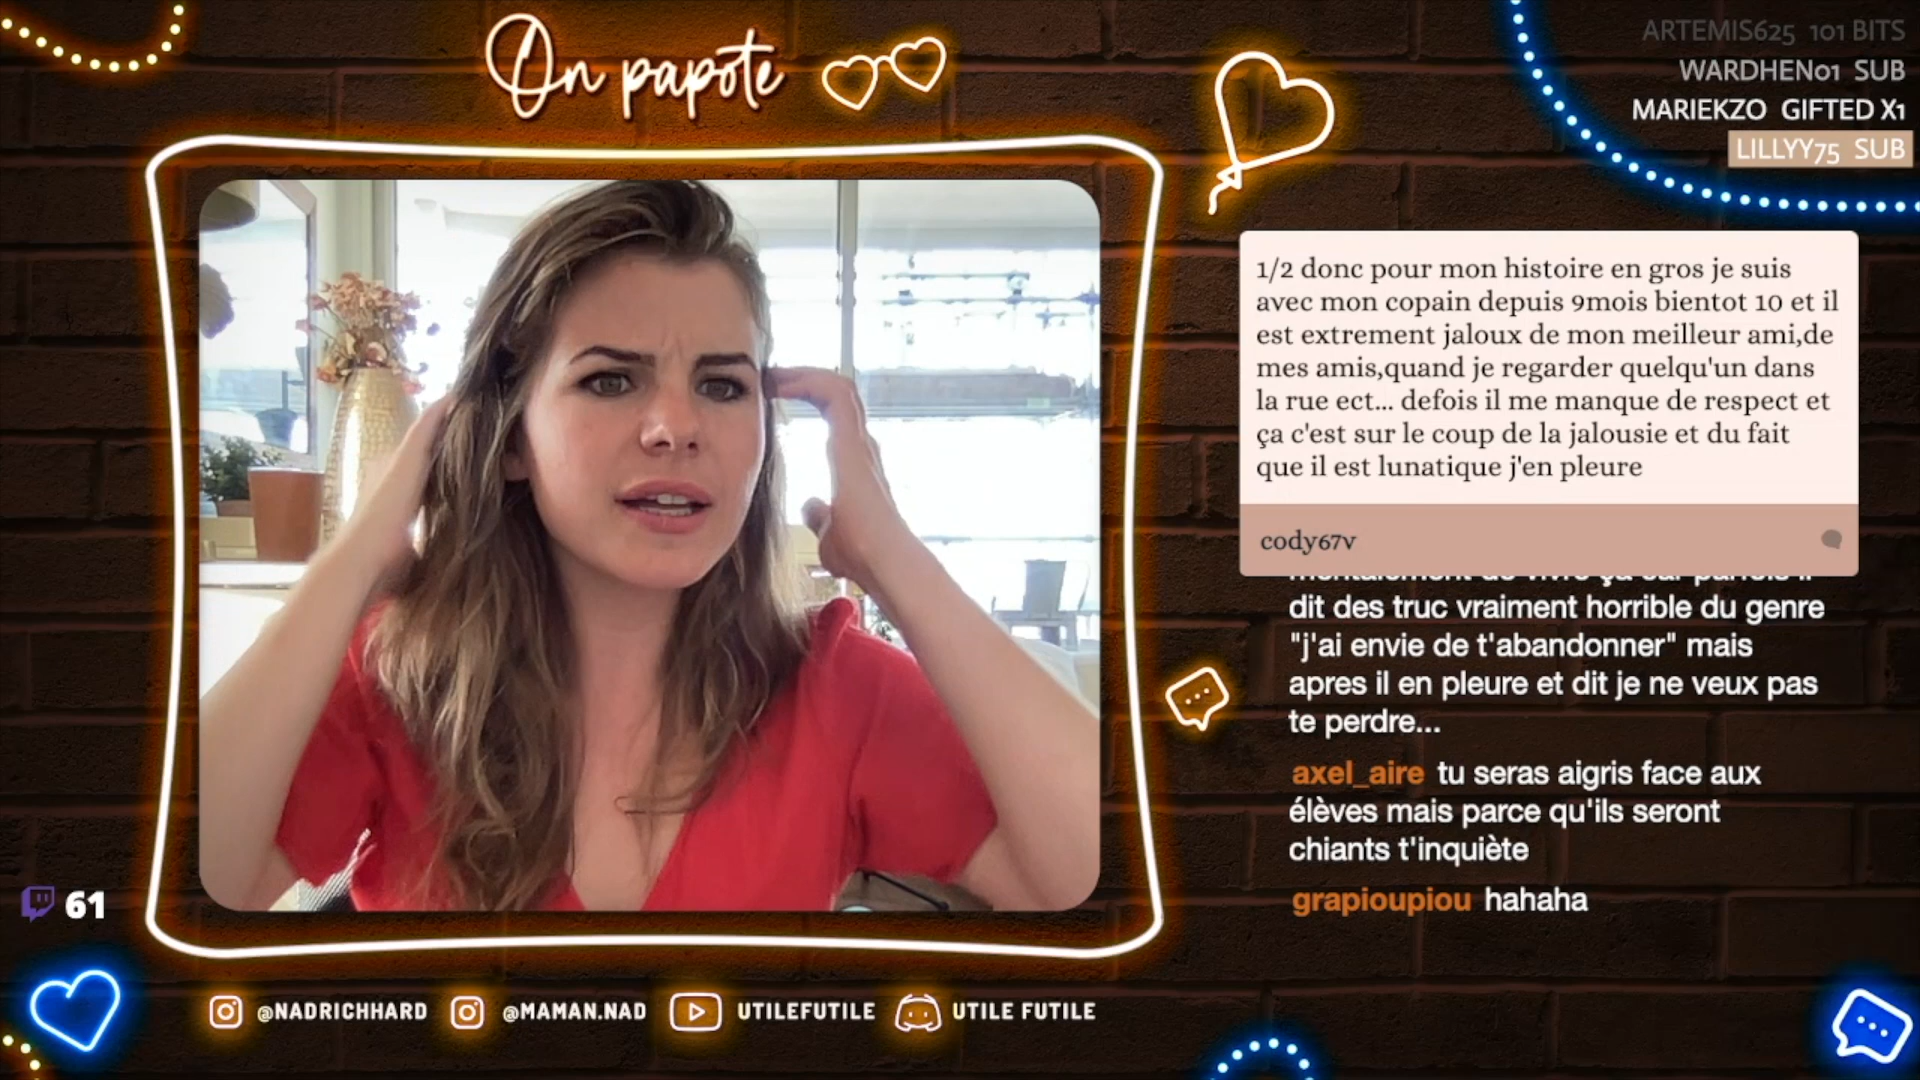 On papote
ARTEMIS625 101 BITS
WARDHEN01 SUB
MARIEKZO GIFTED X1
LILLYY75 SUB
1/2 donc pour mon histoire en gros je suis
avec mon copain depuis 9mois bientot 10 et il
est extrement jaloux de mon meilleur ami,de
mes amis,quand je regarder quelqu'un dans
la rue ect... defois il me manque de respect et
ça c'est sur le coup de la jalousie et du fait
que il est lunatique j'en pleure
cody67v
dit des truc vraiment horrible du genre
"j'ai envie de t'abandonner" mais
apres il en pleure et dit je ne veux pas
te perdre...
axel_aire tu seras aigris face aux
élèves mais parce qu'ils seront
chiants t'inquiète
grapioupiou hahaha
61
@NADRICHHARD @MAMAN.NAD UTILEFUTILE UTILE FUTILE